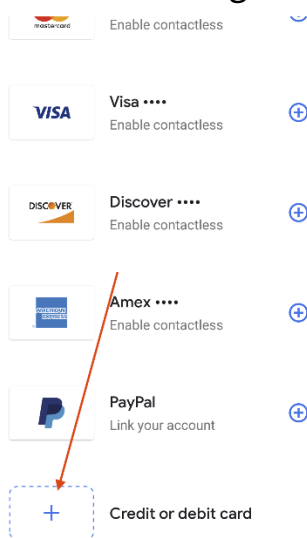 mastercard
Enable contactless
VISA
Visa ••••
Enable contactless
DISCOVER
Discover ••••
Enable contactless
AMERICAN
EXPRESS
Amex ••••
Enable contactless
PayPal
Link your account
Credit or debit card